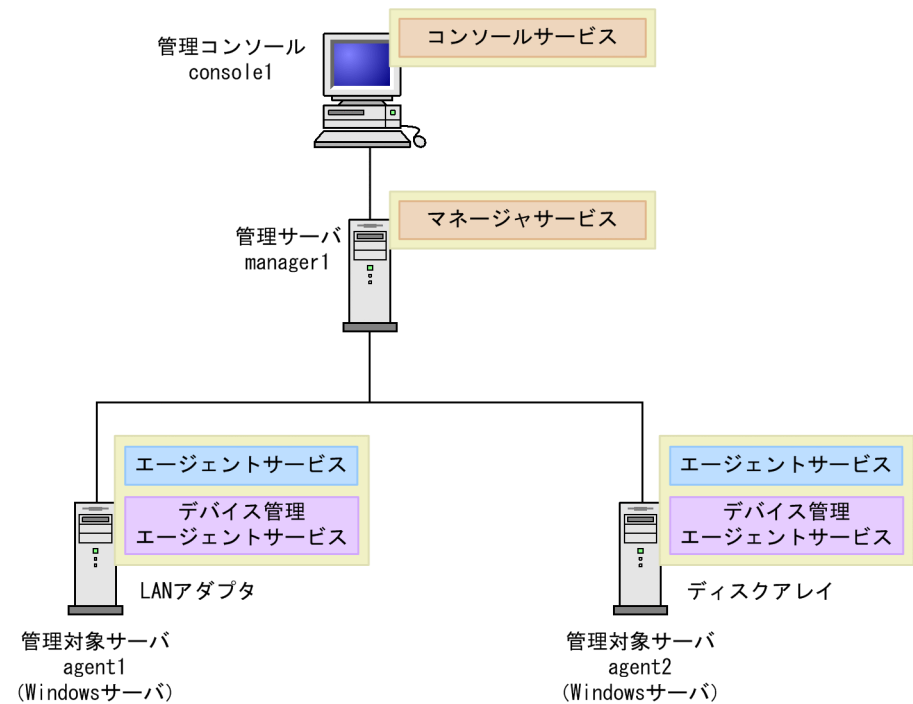 コンソールサービス
管理コンソール
console1
マネージャサービス
管理サーバ
manager1
エージェントサービス
デバイス管理
エージェントサービス
LANアダプタ
管理対象サーバ
agent1
(Windowsサーバ)
エージェントサービス
デバイス管理
エージェントサービス
ディスクアレイ
管理対象サーバ
agent2
(Windowsサーバ)